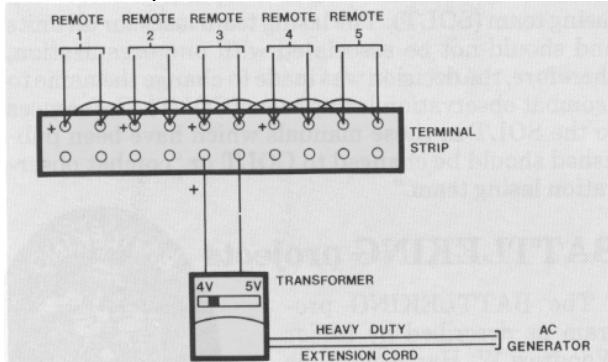 REMOTE REMOTE REMOTE REMOTE REMOTE
1 2 3 4 5
+ + + + +
TERMINAL
STRIP
+
TRANSFORMER
4V 5V
HEAVY DUTY
EXTENSION CORD
AC
GENERATOR